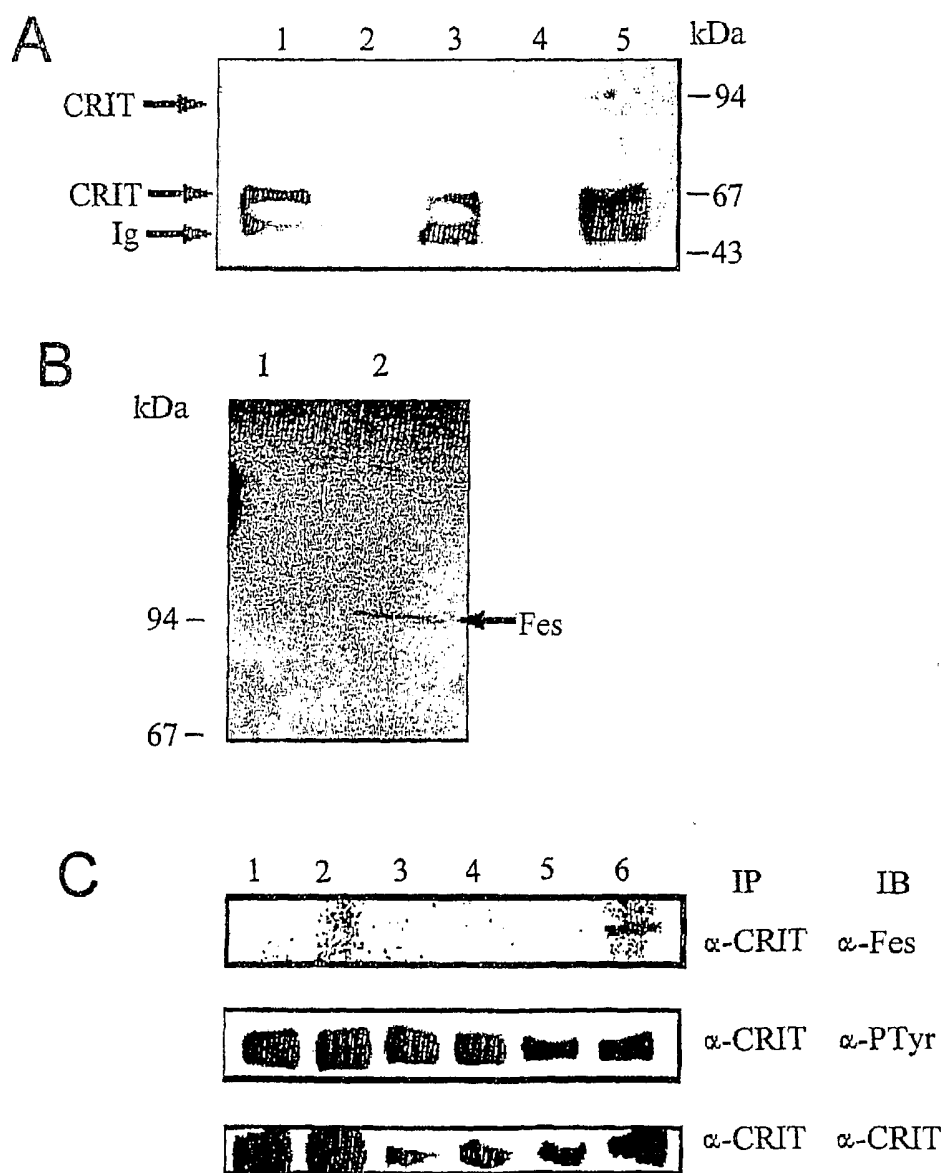 A
1 2 3 4 5 kDa
CRIT
94
CRIT
67
Ig
43
B
1 2
kDa
94
Fes
67
C
1 2 3 4 5 6 IP IB
α-CRIT α-Fes
α-CRIT α-PTyr
α-CRIT α-CRIT